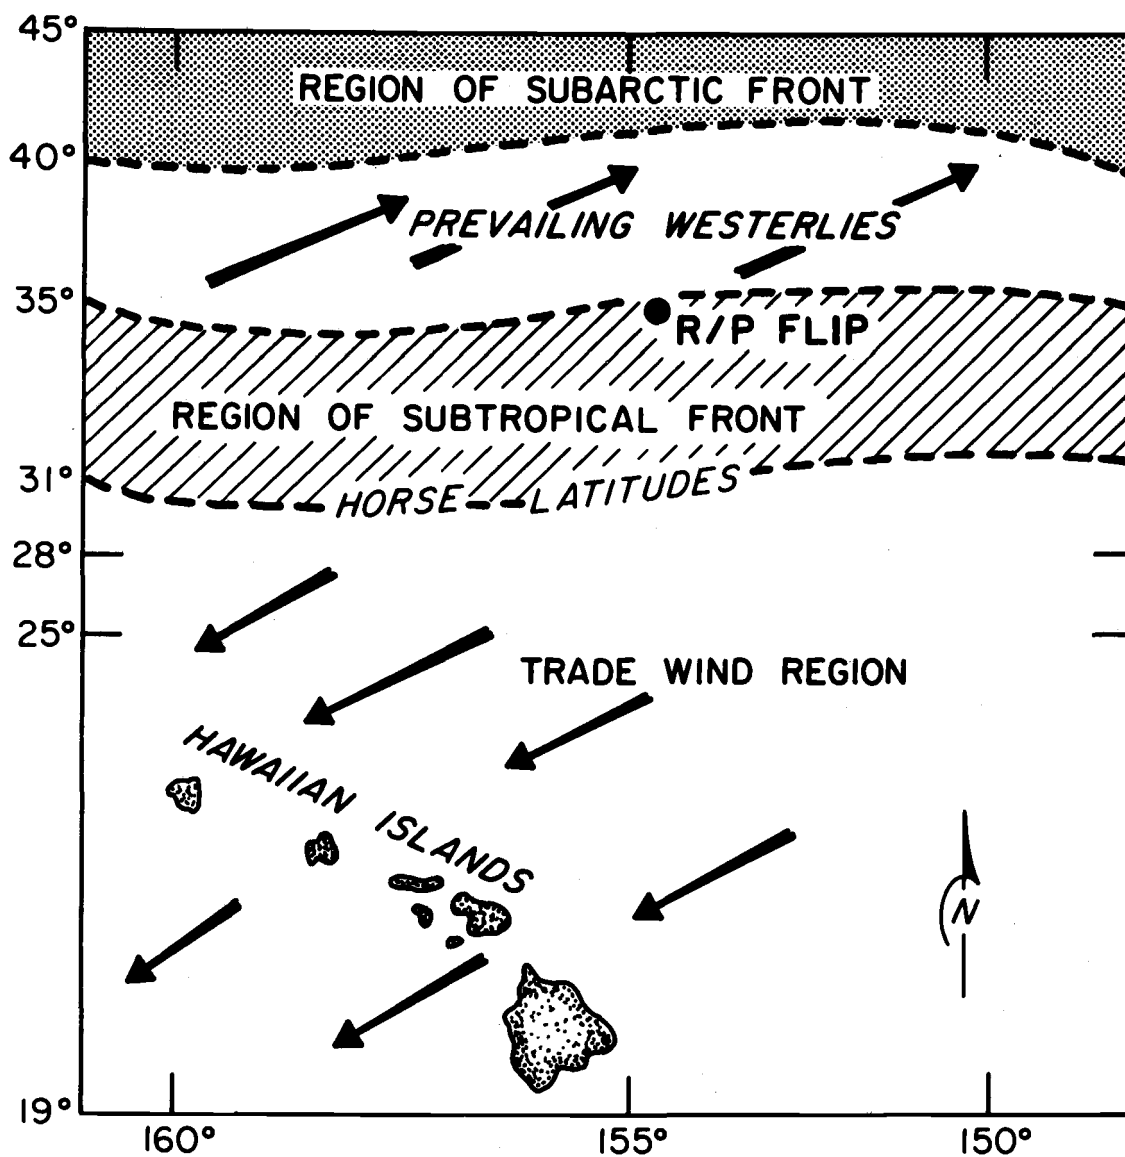 45°
REGION OF SUBARCTIC FRONT
40°
PREVAILING WESTERLIES
35°
R/P FLIP
REGION OF SUBTROPICAL FRONT
31°
HORSE LATITUDES
28°
25°
TRADE WIND REGION
HAWAIIAN ISLANDS
N
19°
160° 155° 150°